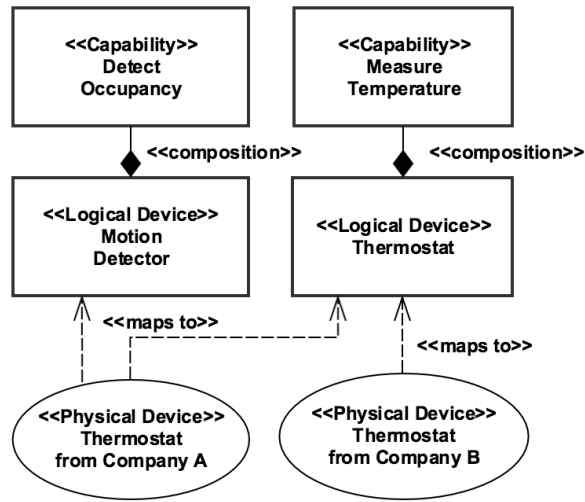 <<Capability>>
Detect
Occupancy
<<Capability>>
Measure
Temperature
<<composition>>
<<composition>>
<<Logical Device>>
Motion
Detector
<<Logical Device>>
Thermostat
<<maps to>>
<<maps to>>
<<Physical Device>>
Thermostat
from Company A
<<Physical Device>>
Thermostat
from Company B